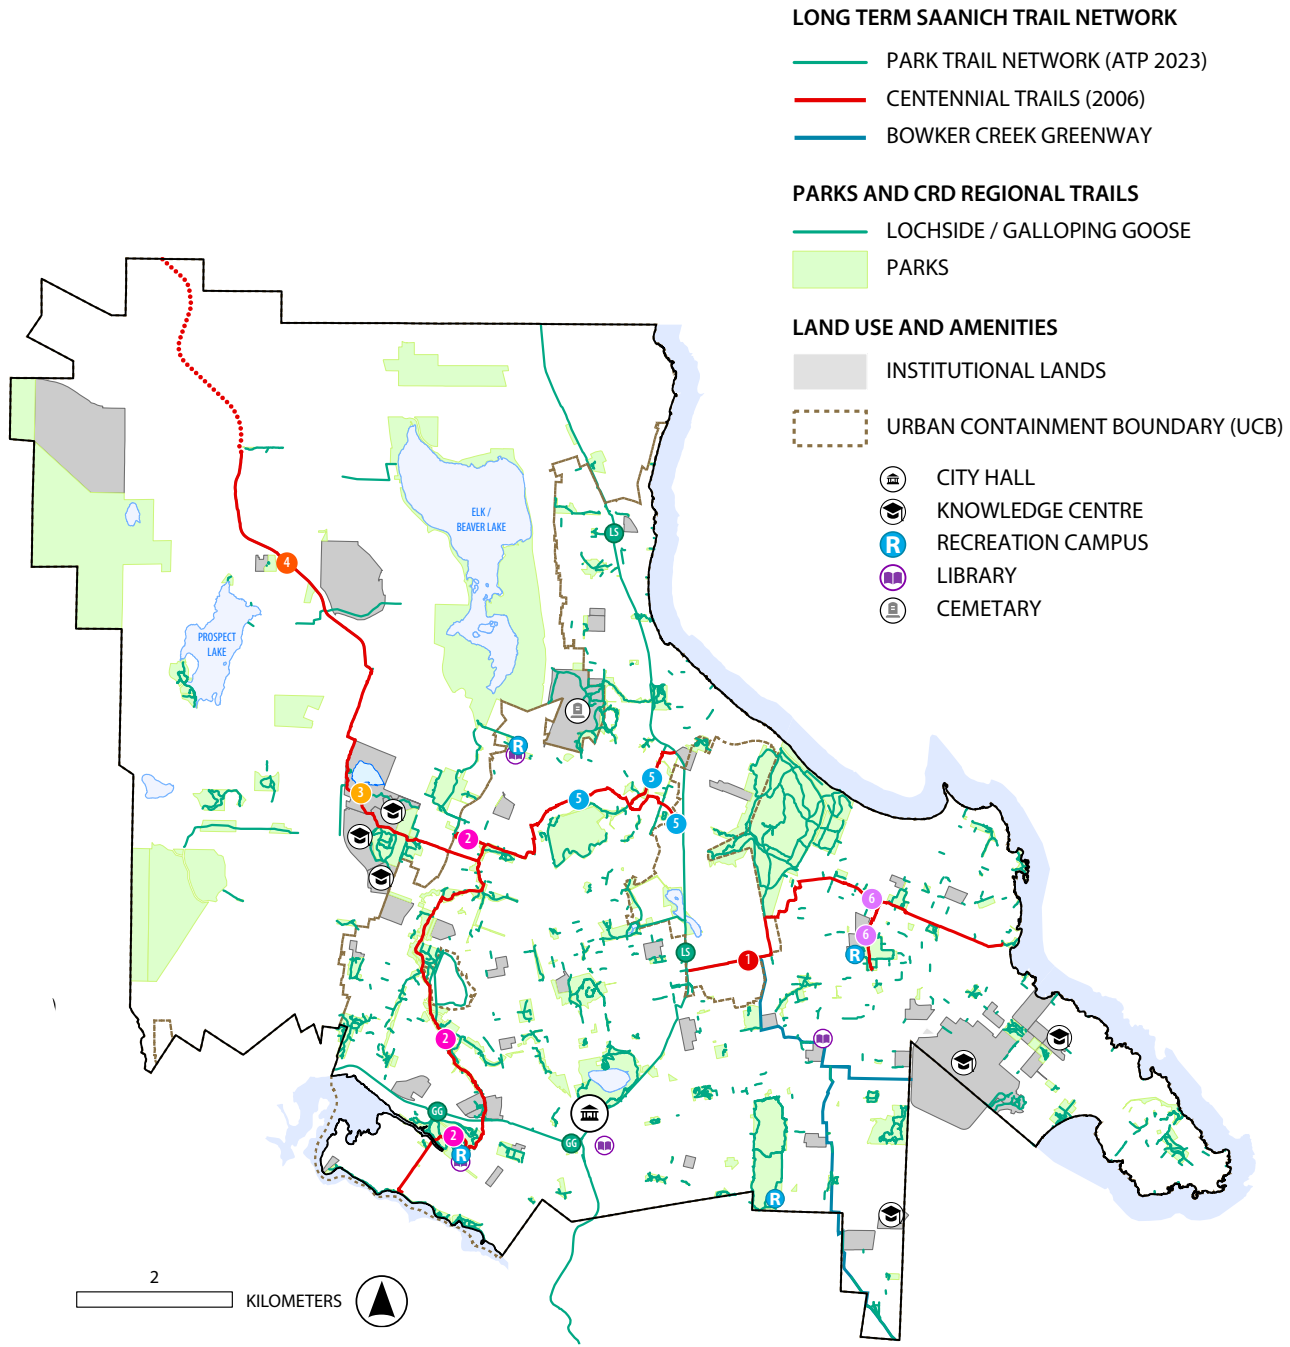 LONG TERM SAANICH TRAIL NETWORK
PARK TRAIL NETWORK (ATP 2023)
CENTENNIAL TRAILS (2006)
BOWKER CREEK GREENWAY
PARKS AND CRD REGIONAL TRAILS
LOCHSIDE / GALLOPING GOOSE
PARKS
LAND USE AND AMENITIES
INSTITUTIONAL LANDS
URBAN CONTAINMENT BOUNDARY (UCB)
CITY HALL
KNOWLEDGE CENTRE
R RECREATION CAMPUS
LIBRARY
CEMETARY
ELK /
BEAVER LAKE
LS
4
PROSPECT
LAKE
R
5
5
3
5
2
6
6
R
LS
1
2
GG
GG
2
R
R
2
KILOMETERS